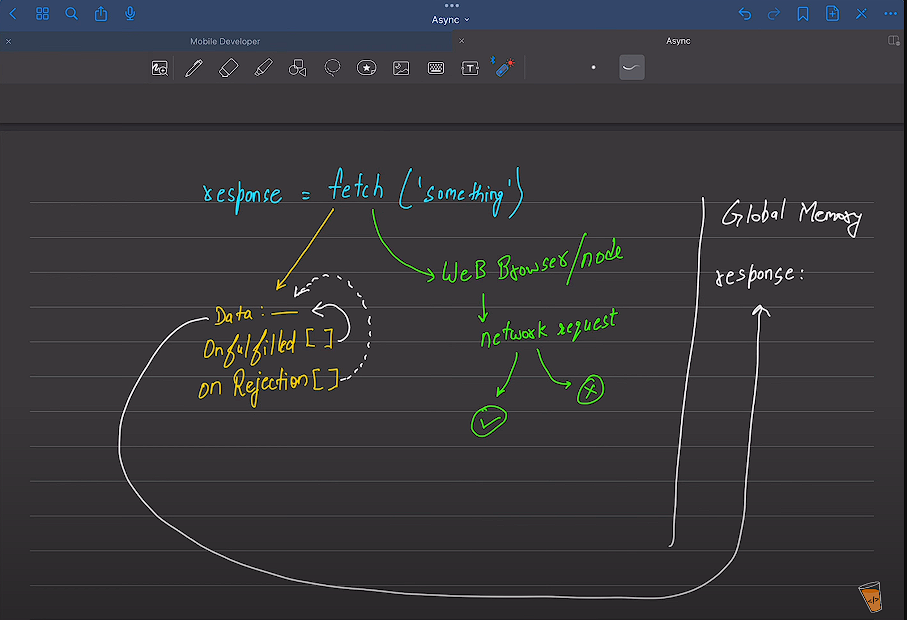 Async
Mobile Developer
Async
T
response = fetch ('something')
Global Memory
WeB Browser/node
response:
Data: —
network request
Onfulfilled [ ]
on Rejection [ ]
</>